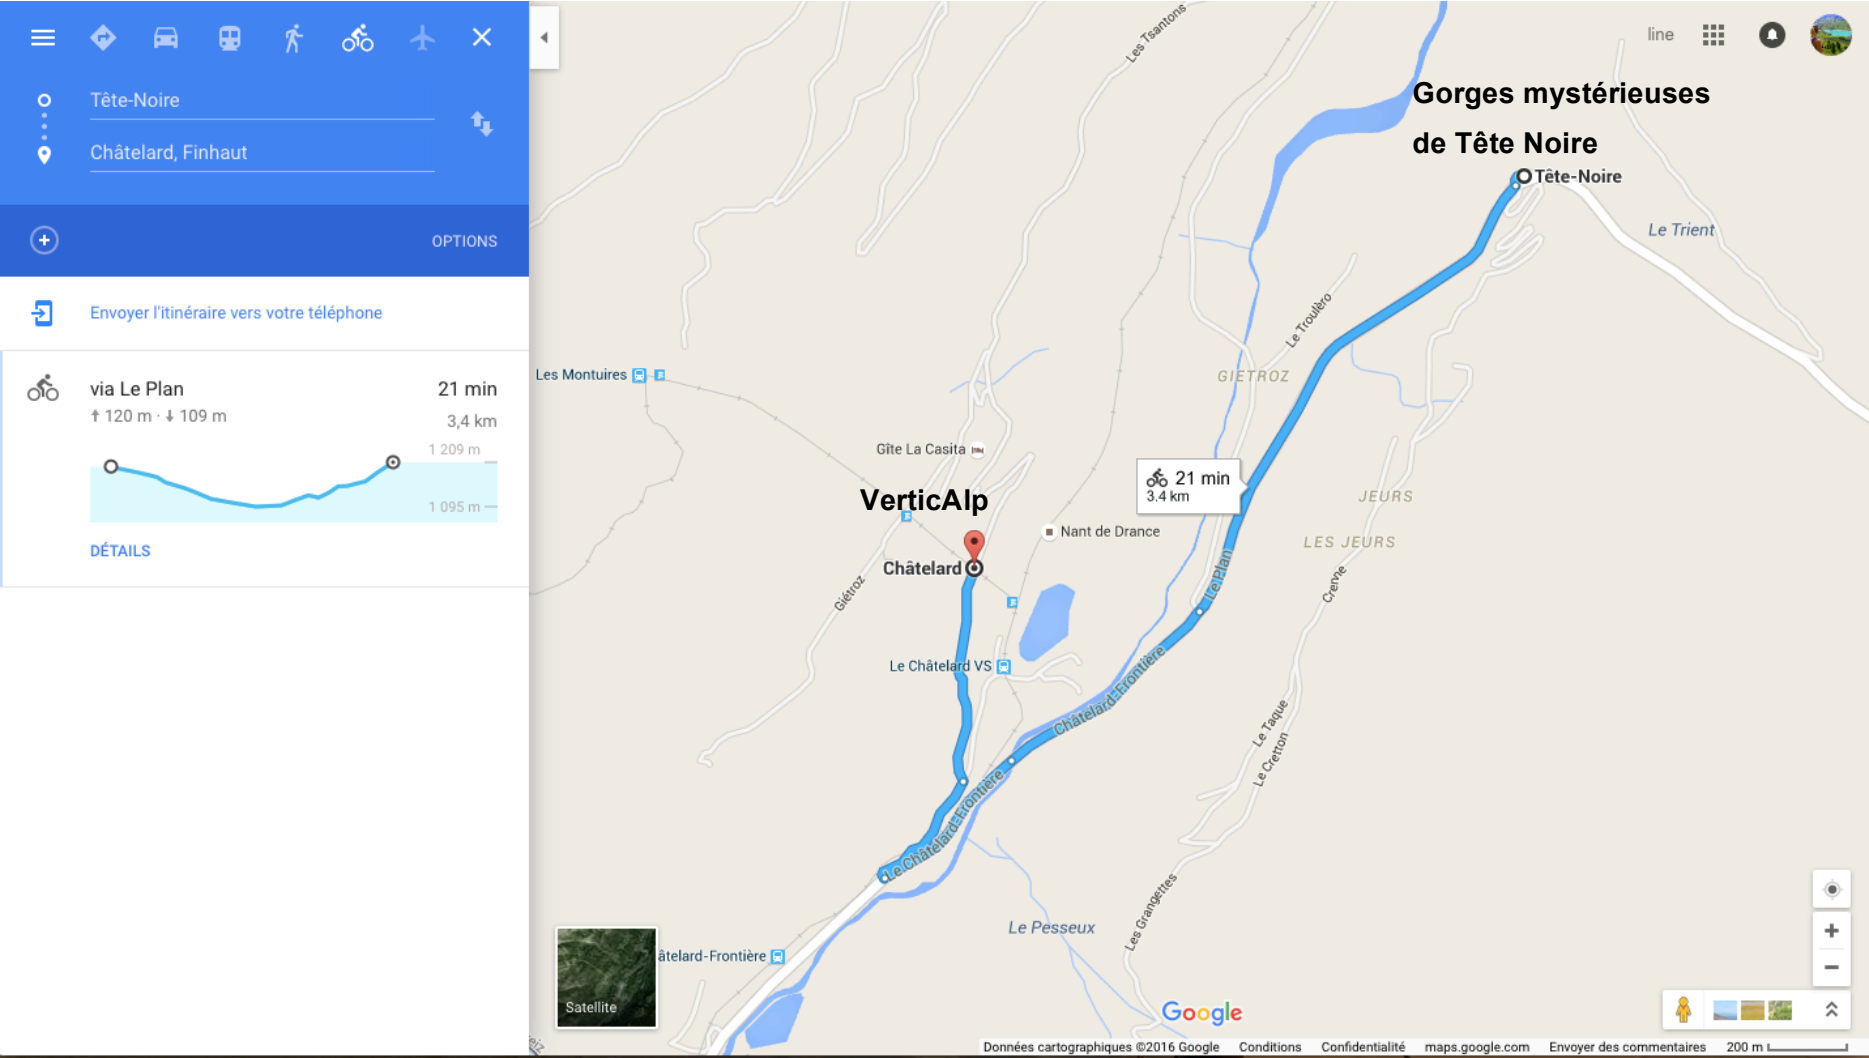 Tête-Noire
Châtelard, Finhaut
OPTIONS
Envoyer l'itinéraire vers votre téléphone
via Le Plan
21 min
↑ 120 m · ↓ 109 m
3,4 km
1 209 m
1 095 m
DÉTAILS
line
Les Tsantons
Gorges mystérieuses
de Tête Noire
Tête-Noire
Le Trient
Le Troulèro
Les Montuires
GIETROZ
Gîte La Casita
21 min
3,4 km
VerticAlp
JEURS
Nant de Drance
LES JEURS
Châtelard
Le Plan
Crenne
Giétroz
Le Châtelard VS
Châtelard-Frontière
Le Taque
Le Cretton
Le Châtelard-Frontière
Les Grangettes
Le Pesseux
âtelard-Frontière
Satellite
Google
Données cartographiques ©2016 Google Conditions Confidentialité maps.google.com Envoyer des commentaires 200 m